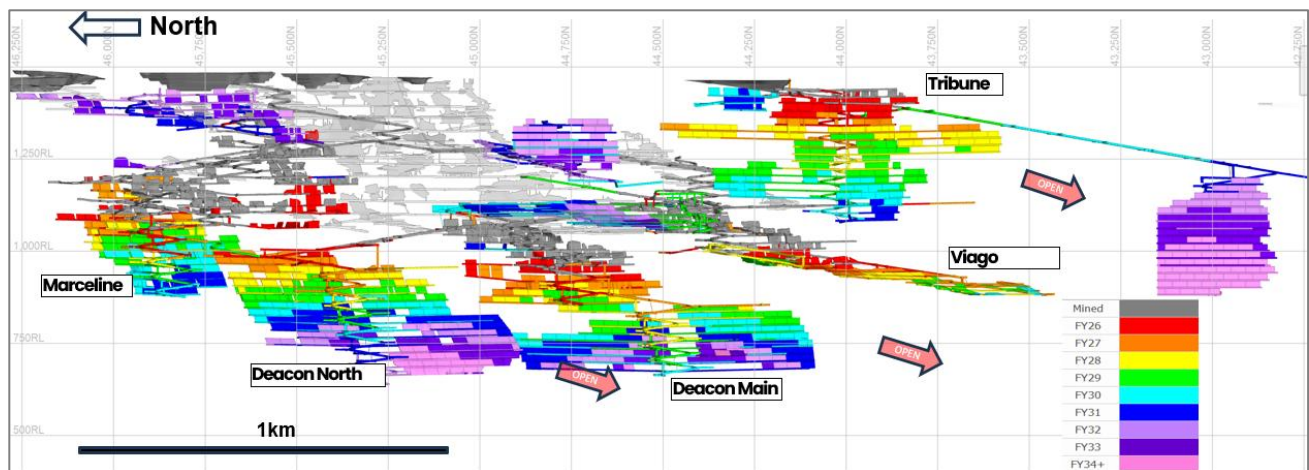 North
46,250N
46,000N
45,750N
45,500N
45,250N
45,000N
44,750N
44,500N
44,250N
44,000N
43,750N
43,500N
43,250N
43,000N
42,750
Tribune
1,250RL
OPEN
1,000RL
Viago
Marceline
Mined
FY26
FY27
750RL
OPEN
FY28
Deacon North
OPEN
Deacon Main
FY29
FY30
1km
FY31
FY32
500RL
FY33
FY34+